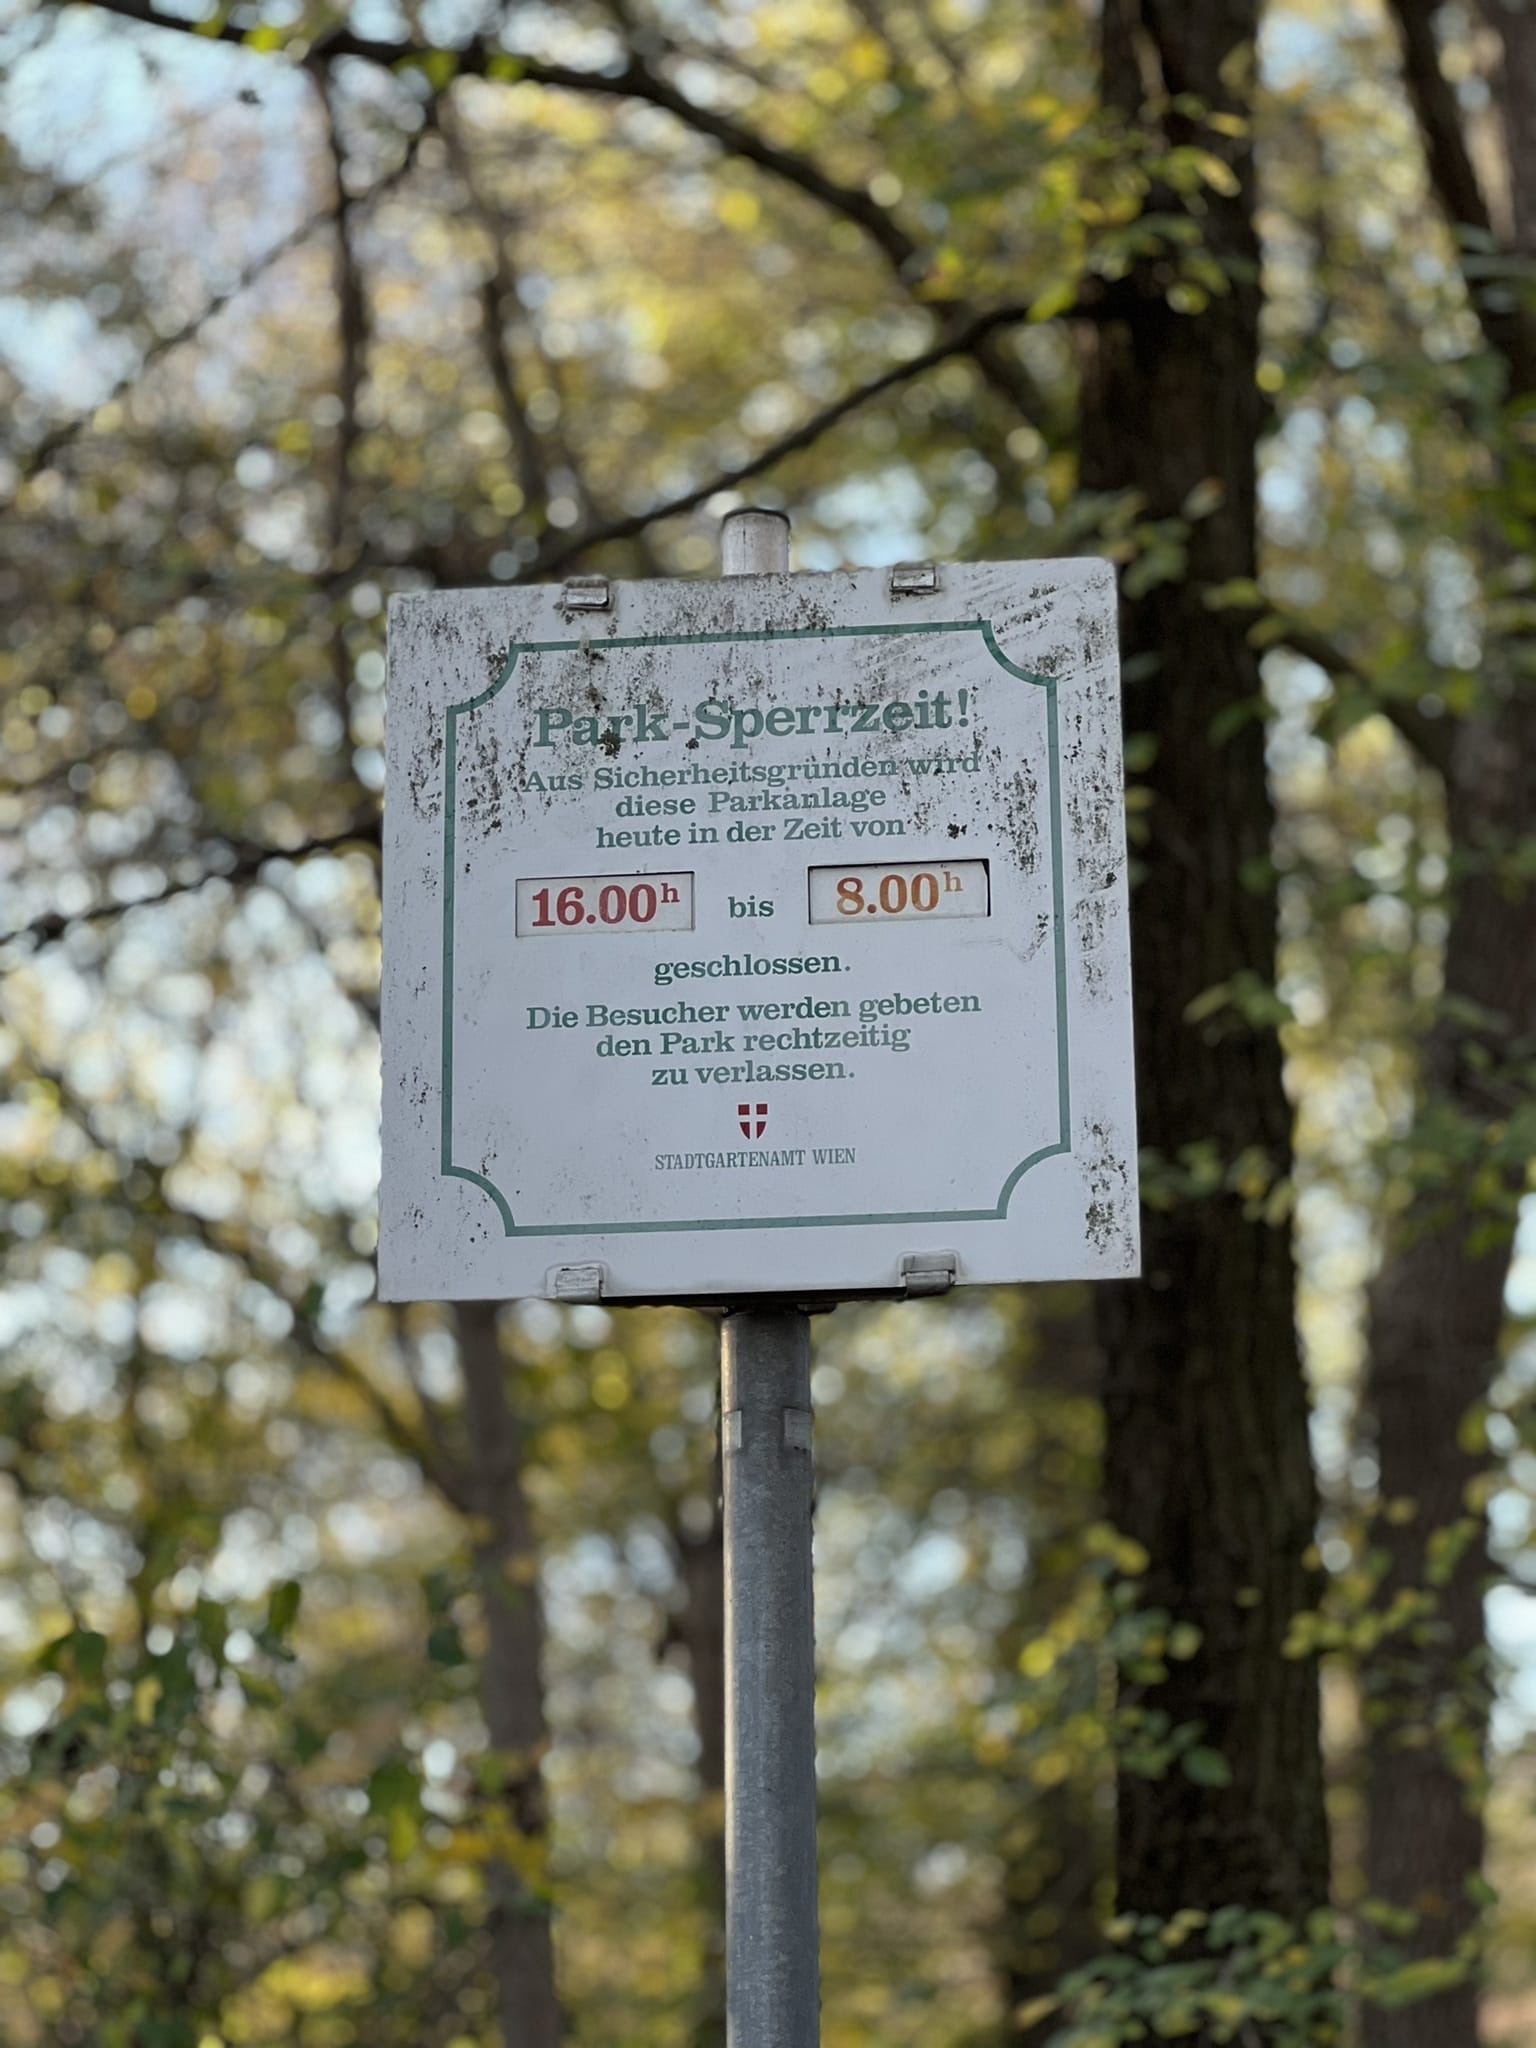 Park-Sperrzeit!
Aus Sicherheitsgründen wird
diese Parkanlage
heute in der Zeit von
16.00h bis 8.00h
geschlossen.
Die Besucher werden gebeten
den Park rechtzeitig
zu verlassen.
STADTGARTENAMT WIEN